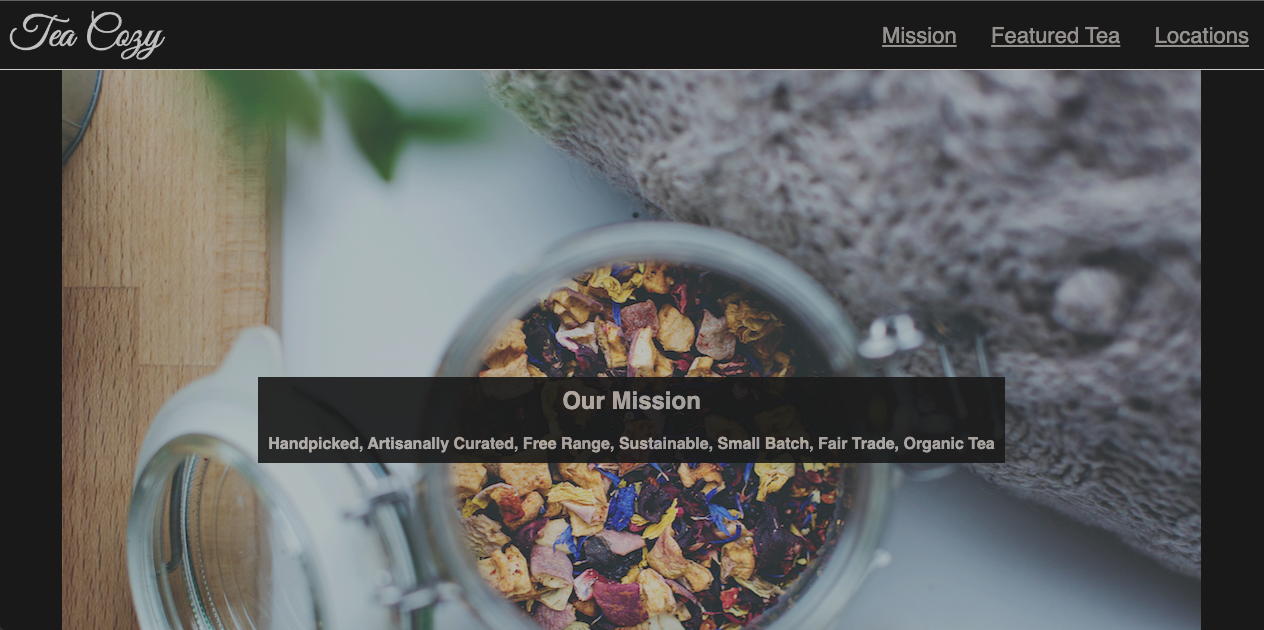 Tea Cozy
Mission
Featured Tea
Locations
Our Mission
Handpicked, Artisanally Curated, Free Range, Sustainable, Small Batch, Fair Trade, Organic Tea